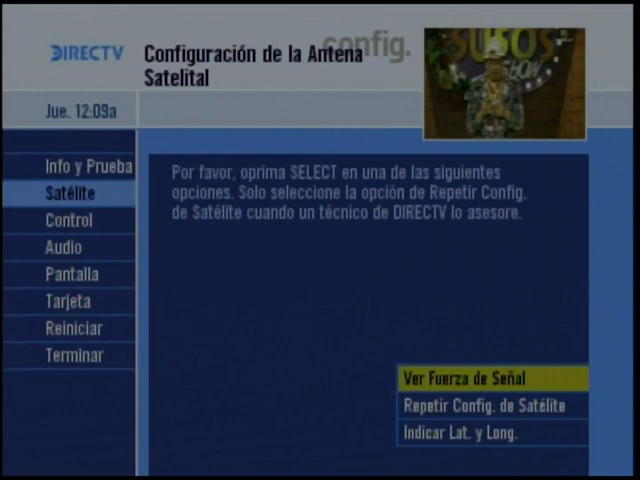 DIRECTV
Configuración de la Antena
Satelital
config.
Jue. 12:09a
Info y Prueba
Satélite
Control
Audio
Pantalla
Tarjeta
Reiniciar
Terminar
Por favor, oprima SELECT en una de las siguientes
opciones. Solo seleccione la opción de Repetir Config.
de Satélite cuando un técnico de DIRECTV lo asesore.
Ver Fuerza de Señal
Repetir Config. de Satélite
Indicar Lat. y Long.